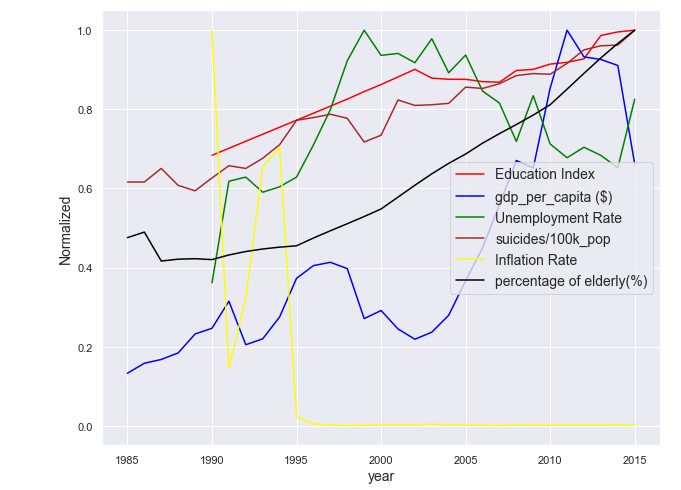 1.0
0.8
0.6
0.4
0.2
0.0
Normalized
1985 1990 1995 2000 2005 2010 2015
year
Education Index
gdp_per_capita ($)
Unemployment Rate
suicides/100k_pop
Inflation Rate
percentage of elderly(%)